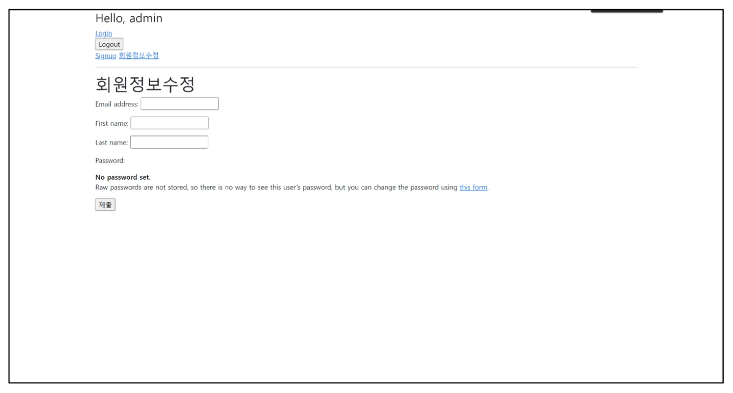 Hello, admin
Login
Logout
Signup 회원정보수정
회원정보수정
Email address:
First name:
Last name:
Password:
No password set.
Raw passwords are not stored, so there is no way to see this user's password, but you can change the password using this form.
제출